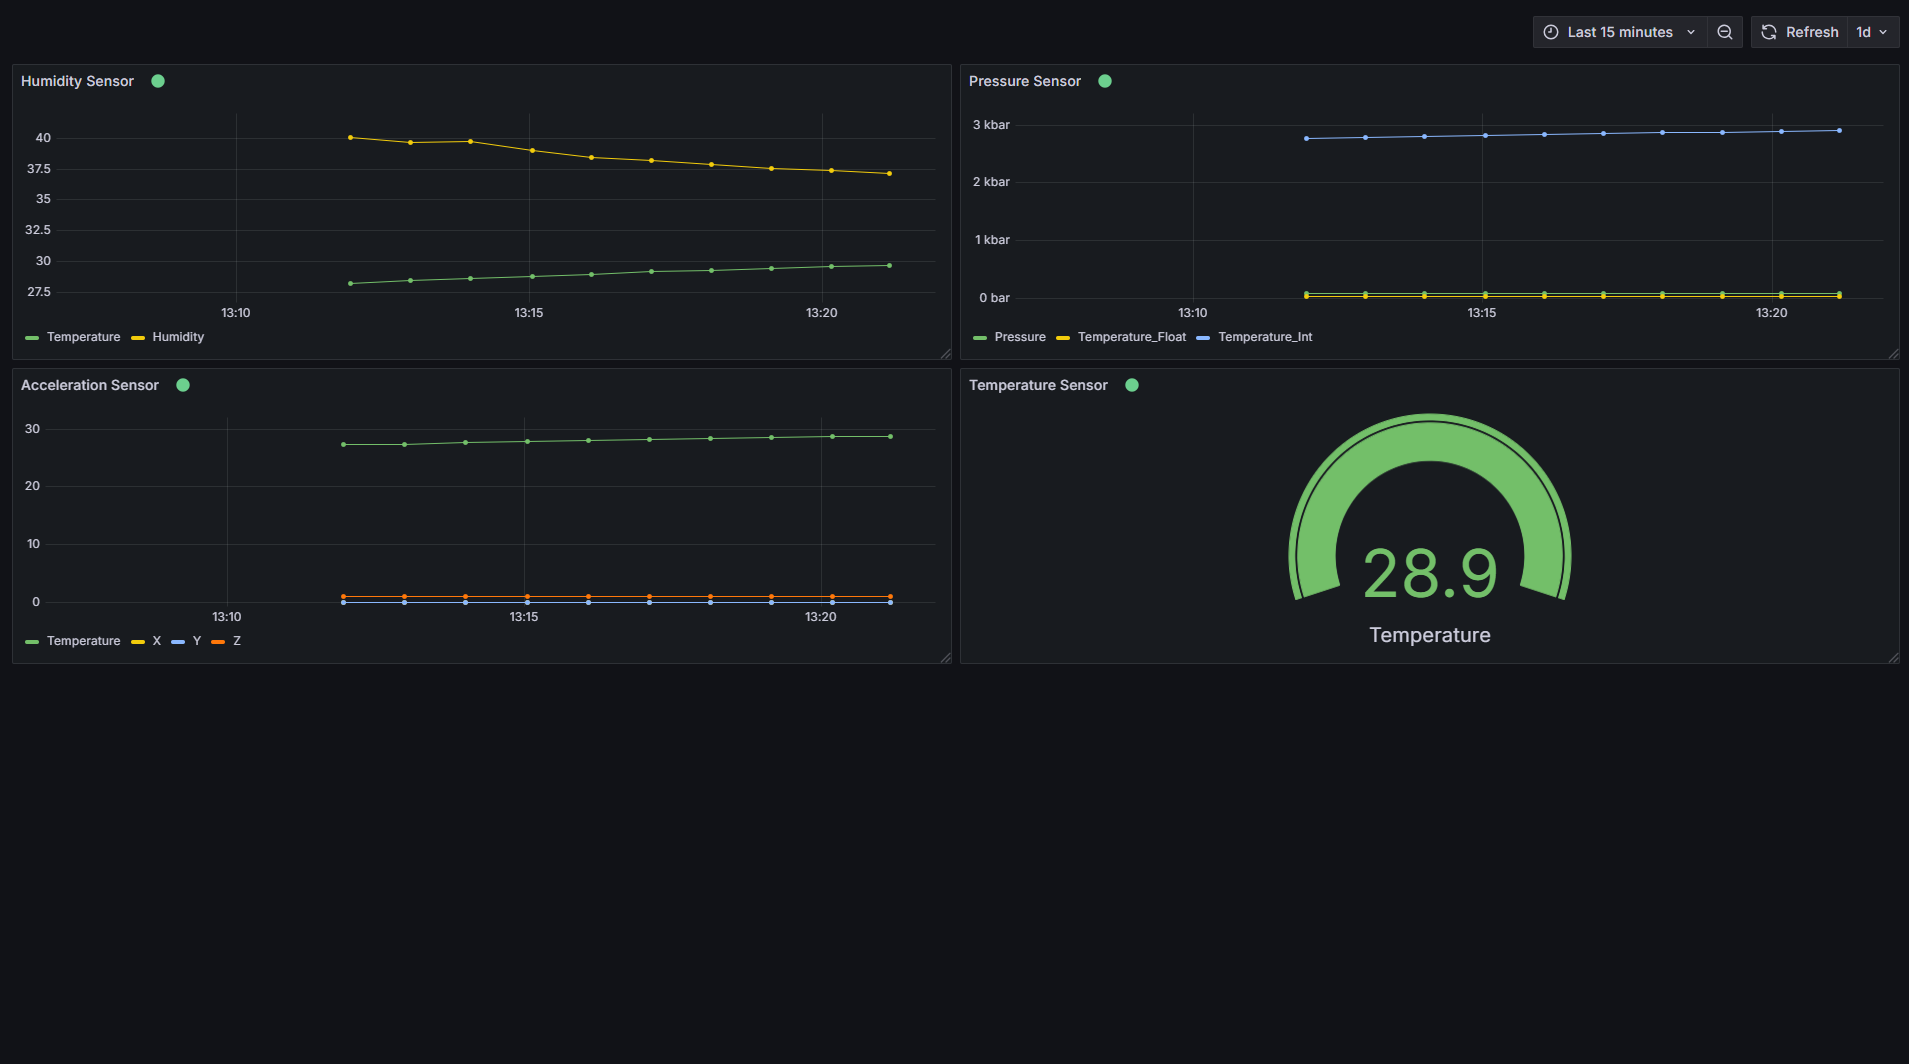 Last 15 minutes Refresh 1d
Humidity Sensor
40
37.5
35
32.5
30
27.5
13:10 13:15 13:20
Temperature Humidity
Pressure Sensor
3 kbar
2 kbar
1 kbar
0 bar
13:10 13:15 13:20
Pressure Temperature_Float Temperature_Int
Acceleration Sensor
30
20
10
0
13:10 13:15 13:20
Temperature X Y Z
Temperature Sensor
28.9
Temperature